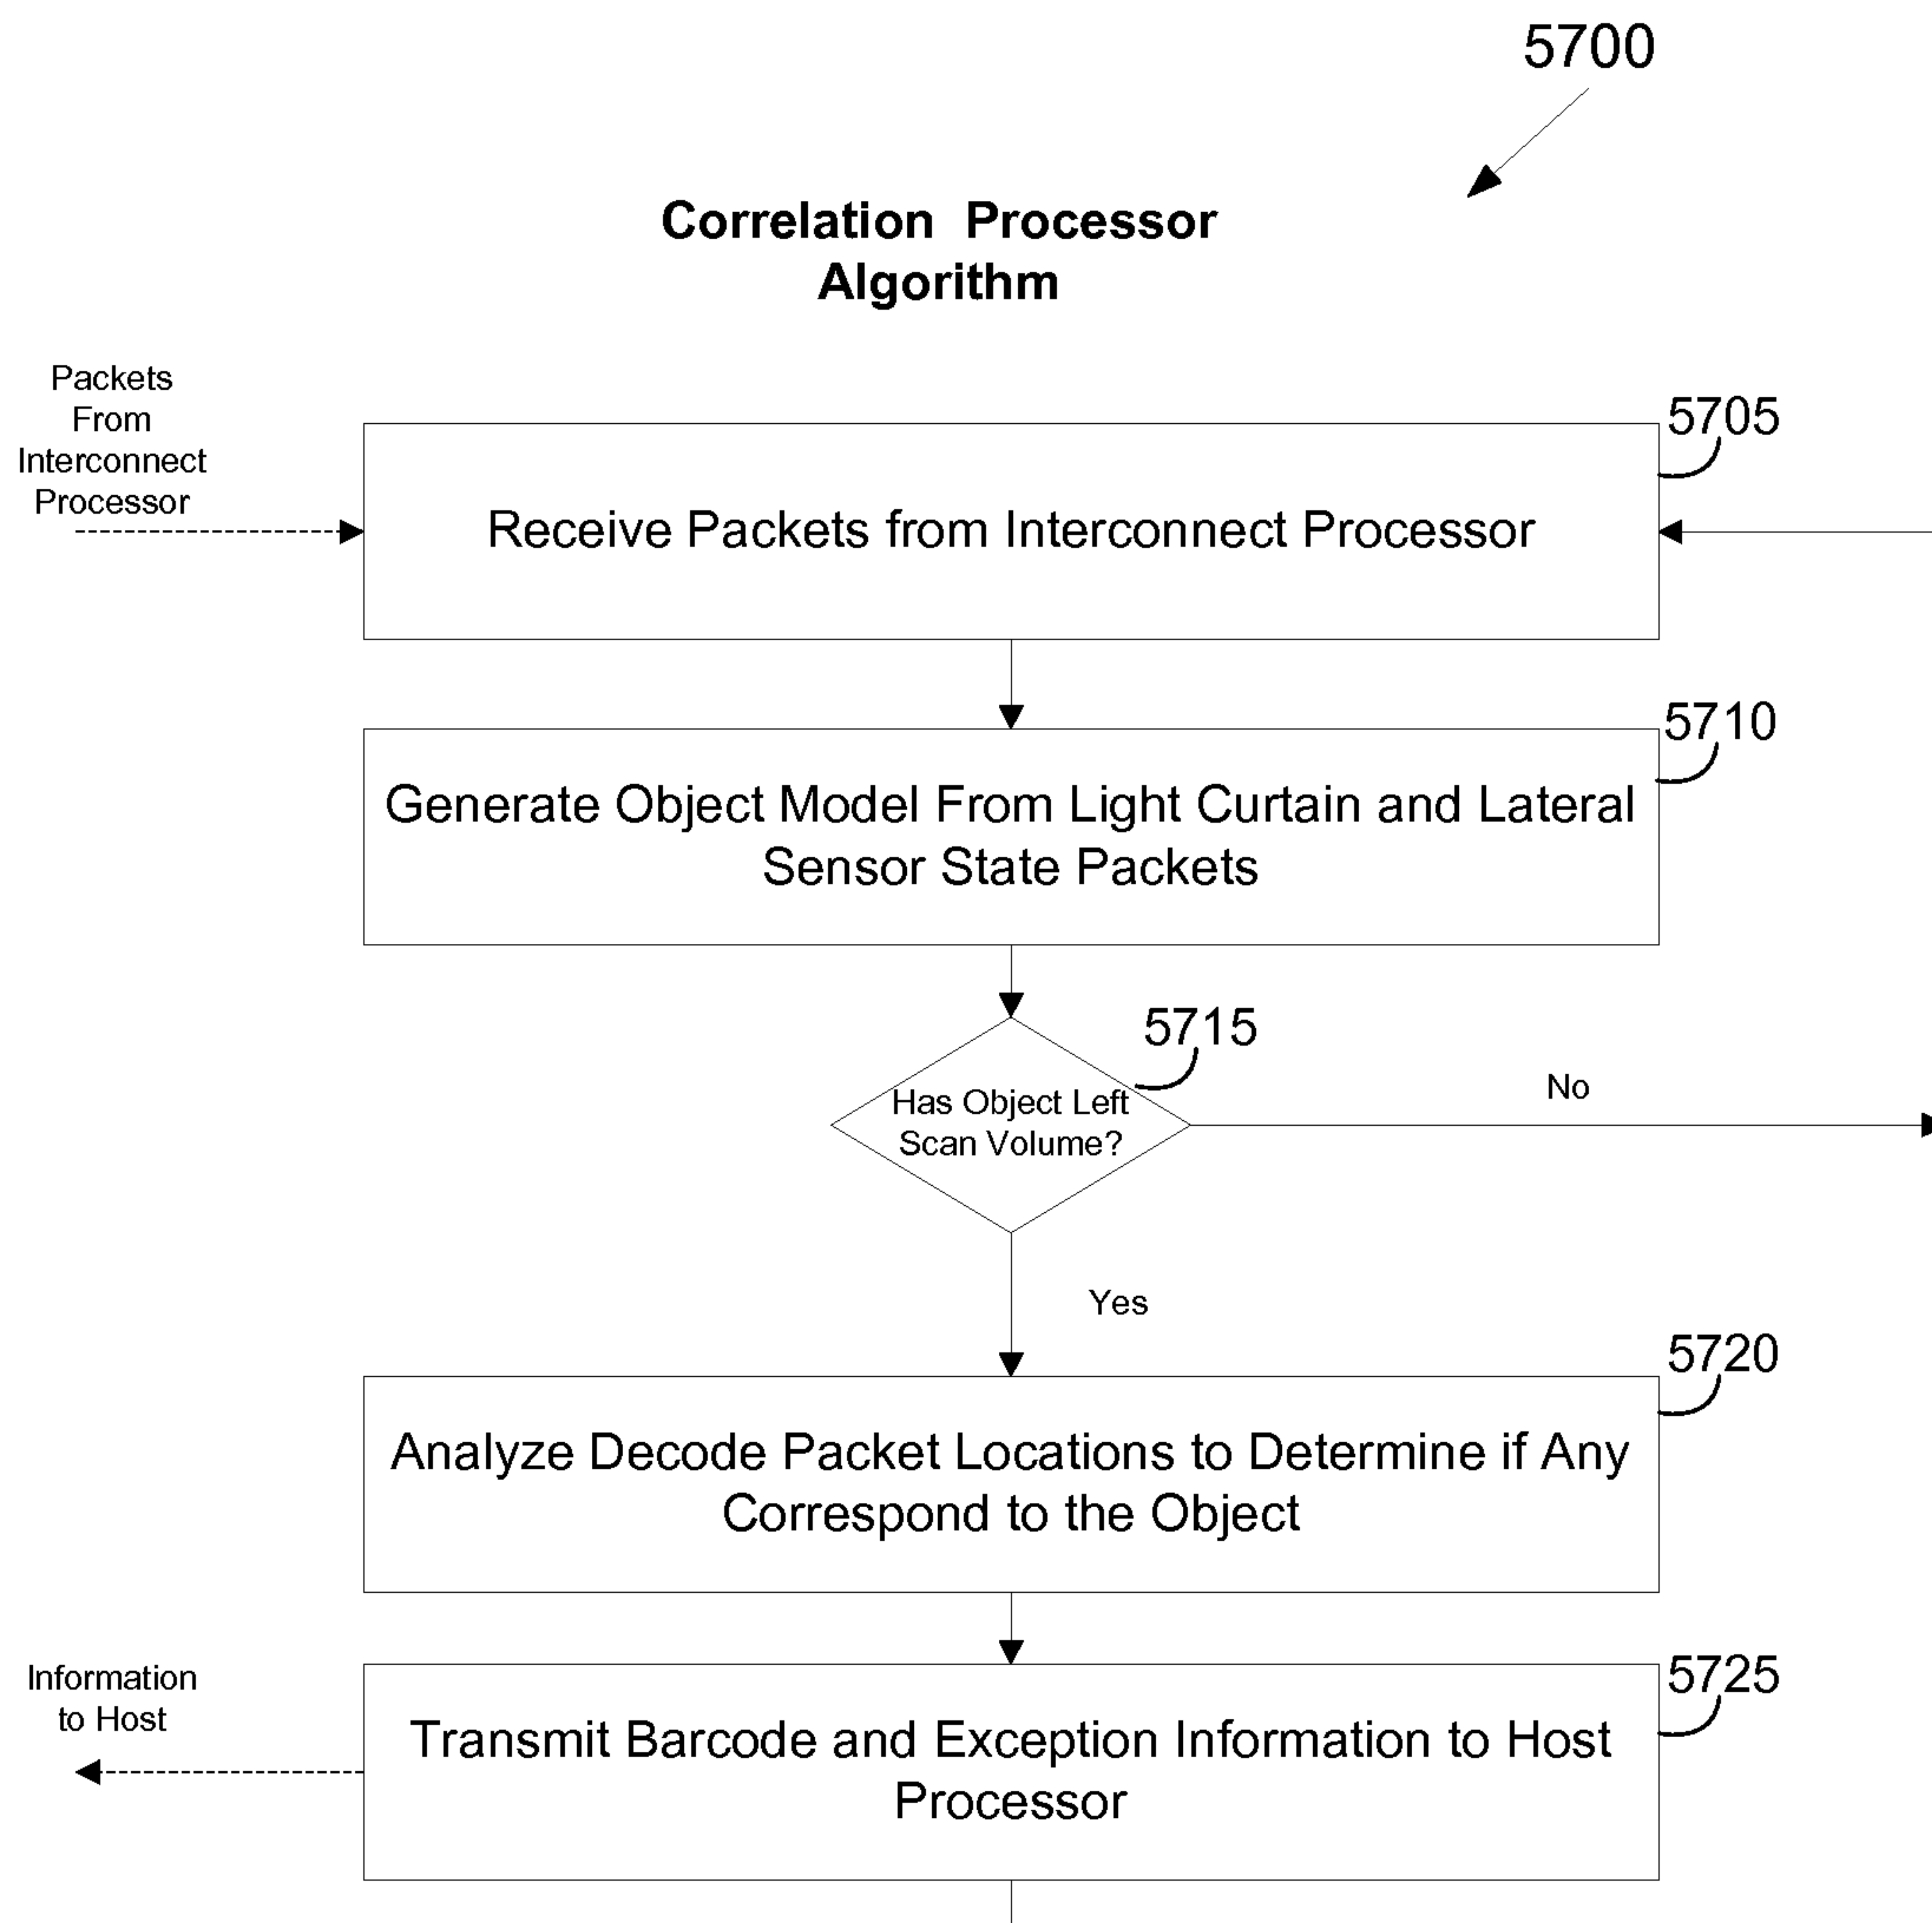 5700
Correlation Processor
Algorithm
Packets
From
Interconnect
Processor
5705
Receive Packets from Interconnect Processor
5710
Generate Object Model From Light Curtain and Lateral
Sensor State Packets
5715
Has Object Left
Scan Volume?
No
Yes
5720
Analyze Decode Packet Locations to Determine if Any
Correspond to the Object
Information
to Host
5725
Transmit Barcode and Exception Information to Host
Processor